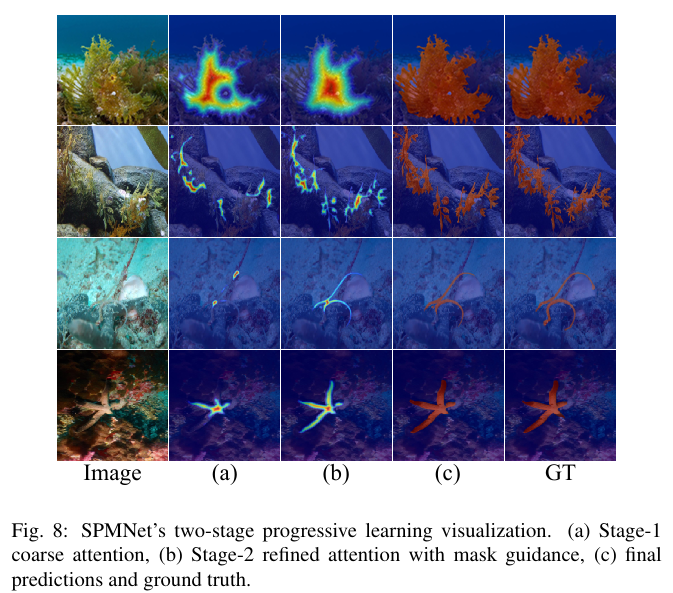 Image (a) (b) (c) GT
Fig. 8: SPMNet's two-stage progressive learning visualization. (a) Stage-1
coarse attention, (b) Stage-2 refined attention with mask guidance, (c) final
predictions and ground truth.